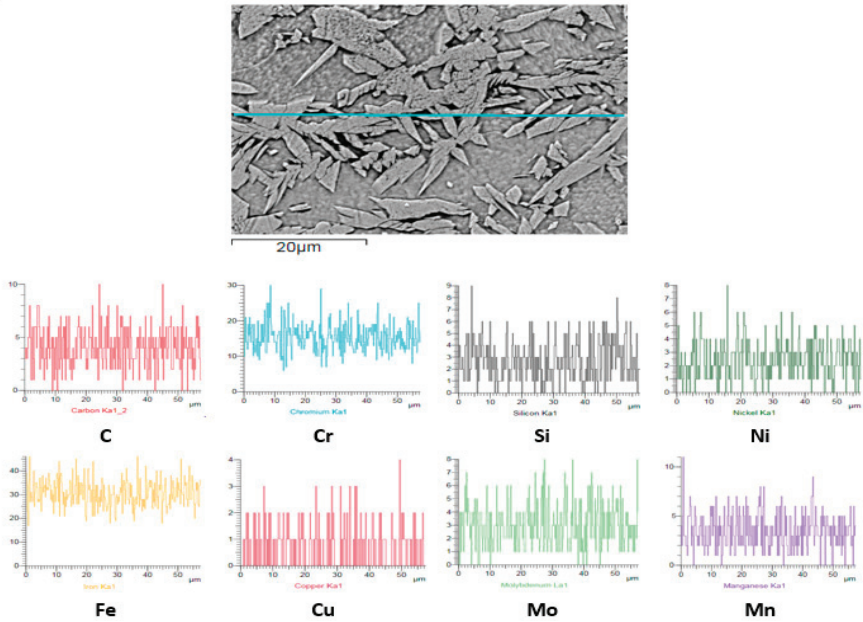 20µm
10
5
0
0 10 20 30 40 50
µm
Carbon Ka1_2
C
30
20
10
0
0 10 20 30 40 50
µm
Chromium Ka1
Cr
9
8
7
6
5
4
3
2
1
0
0 10 20 30 40 50
µm
Silicon Ka1
Si
8
7
6
5
4
3
2
1
0
0 10 20 30 40 50
µm
Nickel Ka1
Ni
40
30
20
10
0
0 10 20 30 40 50
µm
Iron Ka1
Fe
4
3
2
1
0
0 10 20 30 40 50
µm
Copper Ka1
Cu
8
7
6
5
4
3
2
1
0
0 10 20 30 40 50
µm
Molybdenum La1
Mo
10
5
0
0 10 20 30 40 50
µm
Manganese Ka1
Mn